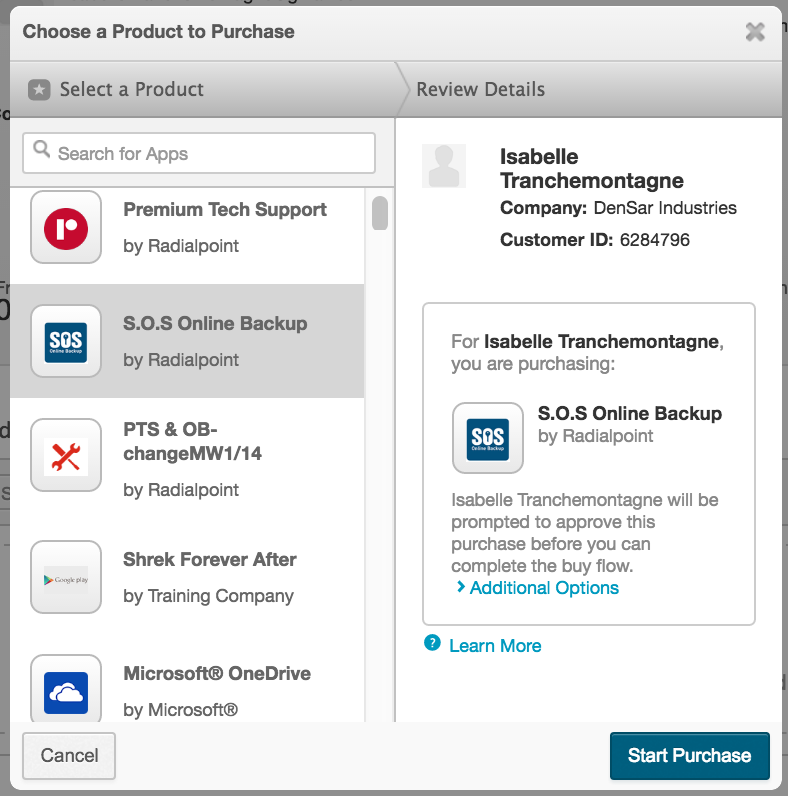 Choose a Product to Purchase
Select a Product
Review Details
Search for Apps
Premium Tech Support
by Radialpoint
SOS
Online Backup
S.O.S Online Backup
by Radialpoint
PTS & OB-
changeMW1/14
by Radialpoint
Google play
Shrek Forever After
by Training Company
Microsoft® OneDrive
by Microsoft®
Isabelle
Tranchemontagne
Company: DenSar Industries
Customer ID: 6284796
For Isabelle Tranchemontagne,
you are purchasing:
SOS
Online Backup
S.O.S Online Backup
by Radialpoint
Isabelle Tranchemontagne will be
prompted to approve this
purchase before you can
complete the buy flow.
Additional Options
? Learn More
Cancel
Start Purchase